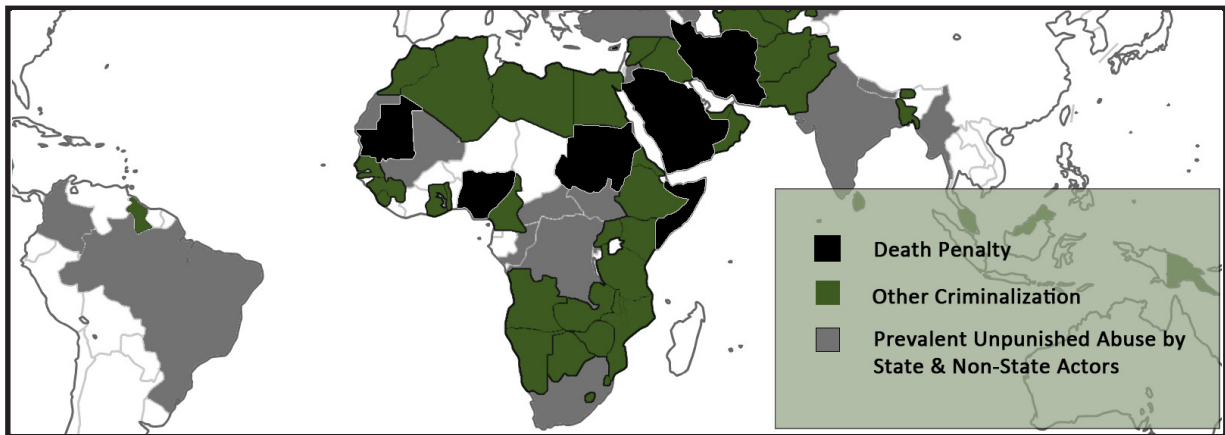 Death Penalty
Other Criminalization
Prevalent Unpunished Abuse by
State & Non-State Actors